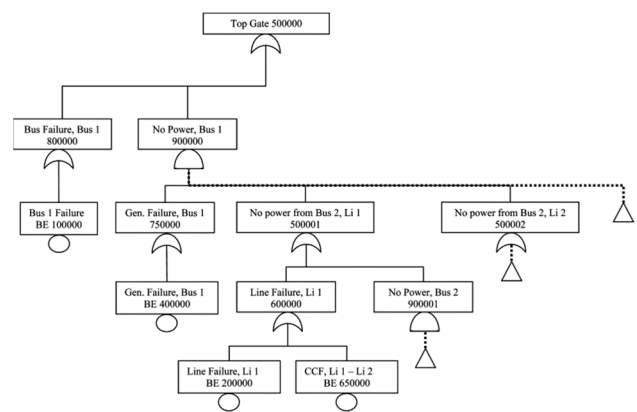 Top Gate 500000
Bus Failure, Bus 1
800000
No Power, Bus 1
900000
Bus 1 Failure
BE 100000
Gen. Failure, Bus 1
750000
No power from Bus 2, Li 1
500001
No power from Bus 2, Li 2
500002
Gen. Failure, Bus 1
BE 400000
Line Failure, Li 1
600000
No Power, Bus 2
900001
Line Failure, Li 1
BE 200000
CCF, Li 1 – Li 2
BE 650000